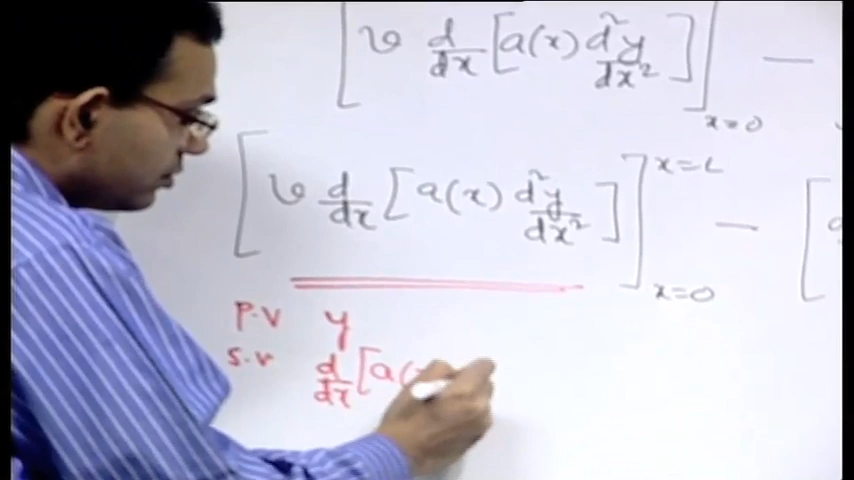 [v d/dx [a(x) d²y/dx²]]x=0 —
[v d/dx [a(x) d²y/dx²]]x=0^x=L — [
P.V y
S.V d/dx [a(